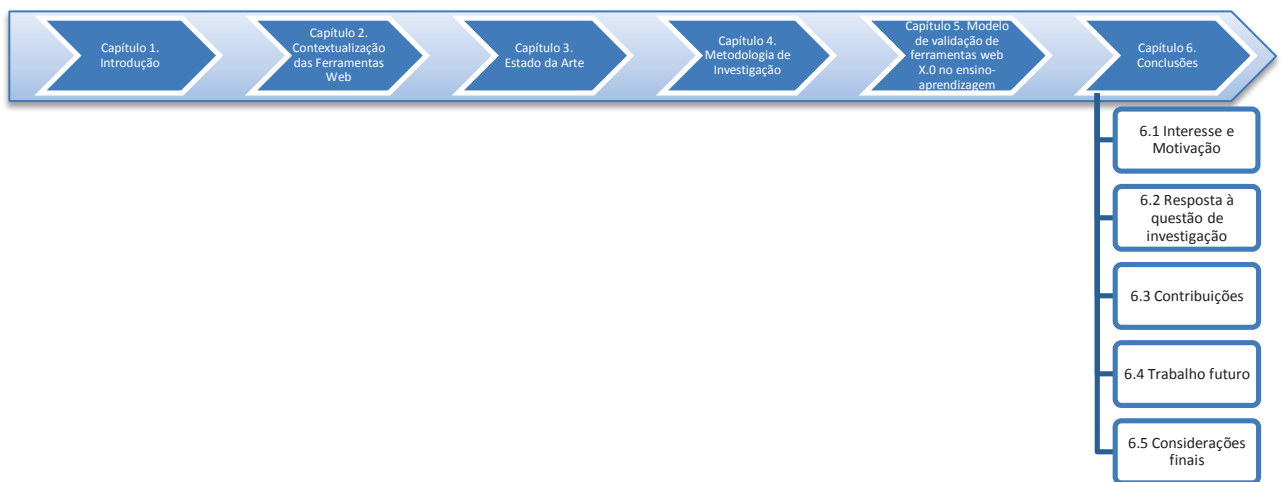 Capítulo 1.
Introdução
Capítulo 2.
Contextualização
das Ferramentas
Web
Capítulo 3.
Estado da Arte
Capítulo 4.
Metodologia de
Investigação
Capítulo 5. Modelo
de validação de
ferramentas web
X.0 no ensino-
aprendizagem
Capítulo 6.
Conclusões
6.1 Interesse e
Motivação
6.2 Resposta à
questão de
investigação
6.3 Contribuições
6.4 Trabalho futuro
6.5 Considerações
finais